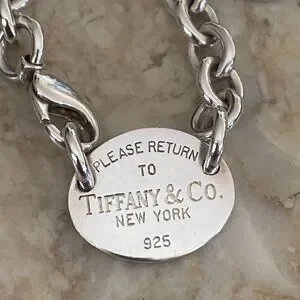 PLEASE RETURN
TO
TIFFANY & CO.
NEW YORK
925